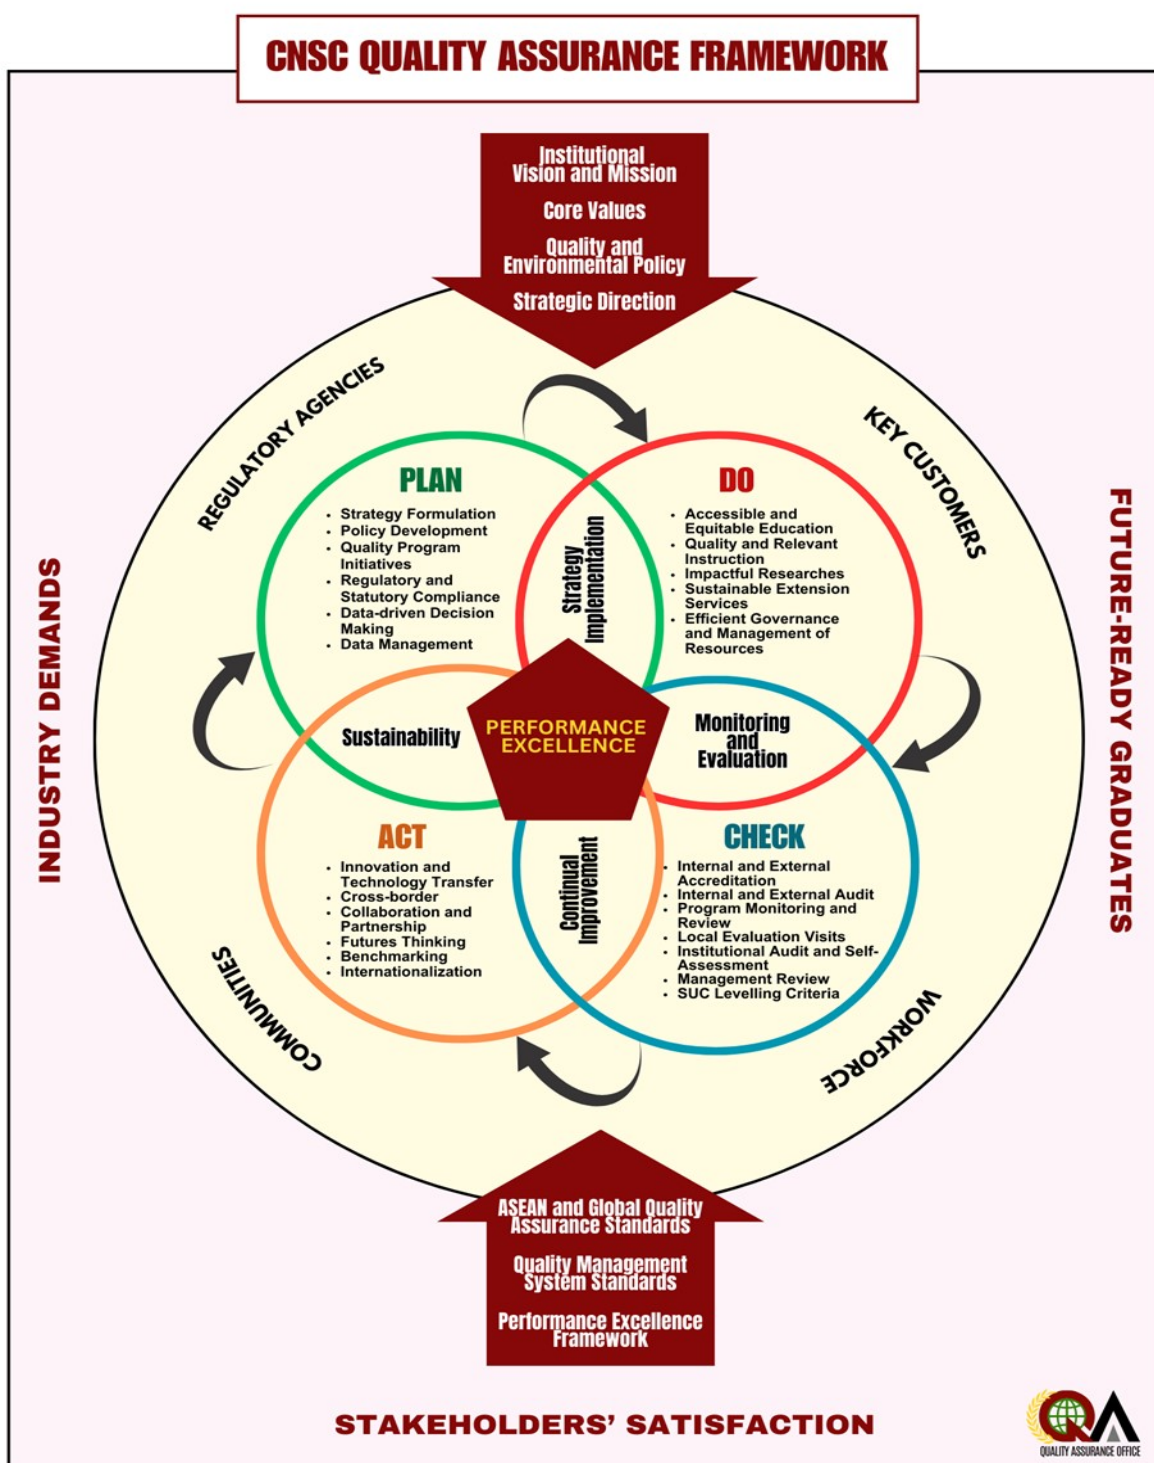 CNSC QUALITY ASSURANCE FRAMEWORK
Institutional
Vision and Mission
Core Values
Quality and
Environmental Policy
Strategic Direction
REGULATORY AGENCIES
KEY CUSTOMERS
INDUSTRY DEMANDS
FUTURE-READY GRADUATES
PLAN
• Strategy Formulation
• Policy Development
• Quality Program
Initiatives
• Regulatory and
Statutory Compliance
• Data-driven Decision
Making
• Data Management
Strategy
Implementation
DO
• Accessible and
Equitable Education
• Quality and Relevant
Instruction
• Impactful Researches
• Sustainable Extension
Services
• Efficient Governance
and Management of
Resources
Sustainability
PERFORMANCE
EXCELLENCE
Monitoring
and
Evaluation
ACT
• Innovation and
Technology Transfer
• Cross-border
• Collaboration and
Partnership
• Futures Thinking
• Benchmarking
• Internationalization
Continual
Improvement
CHECK
• Internal and External
Accreditation
• Internal and External Audit
• Program Monitoring and
Review
• Local Evaluation Visits
• Institutional Audit and Self-
Assessment
• Management Review
• SUC Levelling Criteria
COMMUNITIES
WORKFORCE
ASEAN and Global Quality
Assurance Standards
Quality Management
System Standards
Performance Excellence
Framework
STAKEHOLDERS’ SATISFACTION
QA
QUALITY ASSURANCE OFFICE